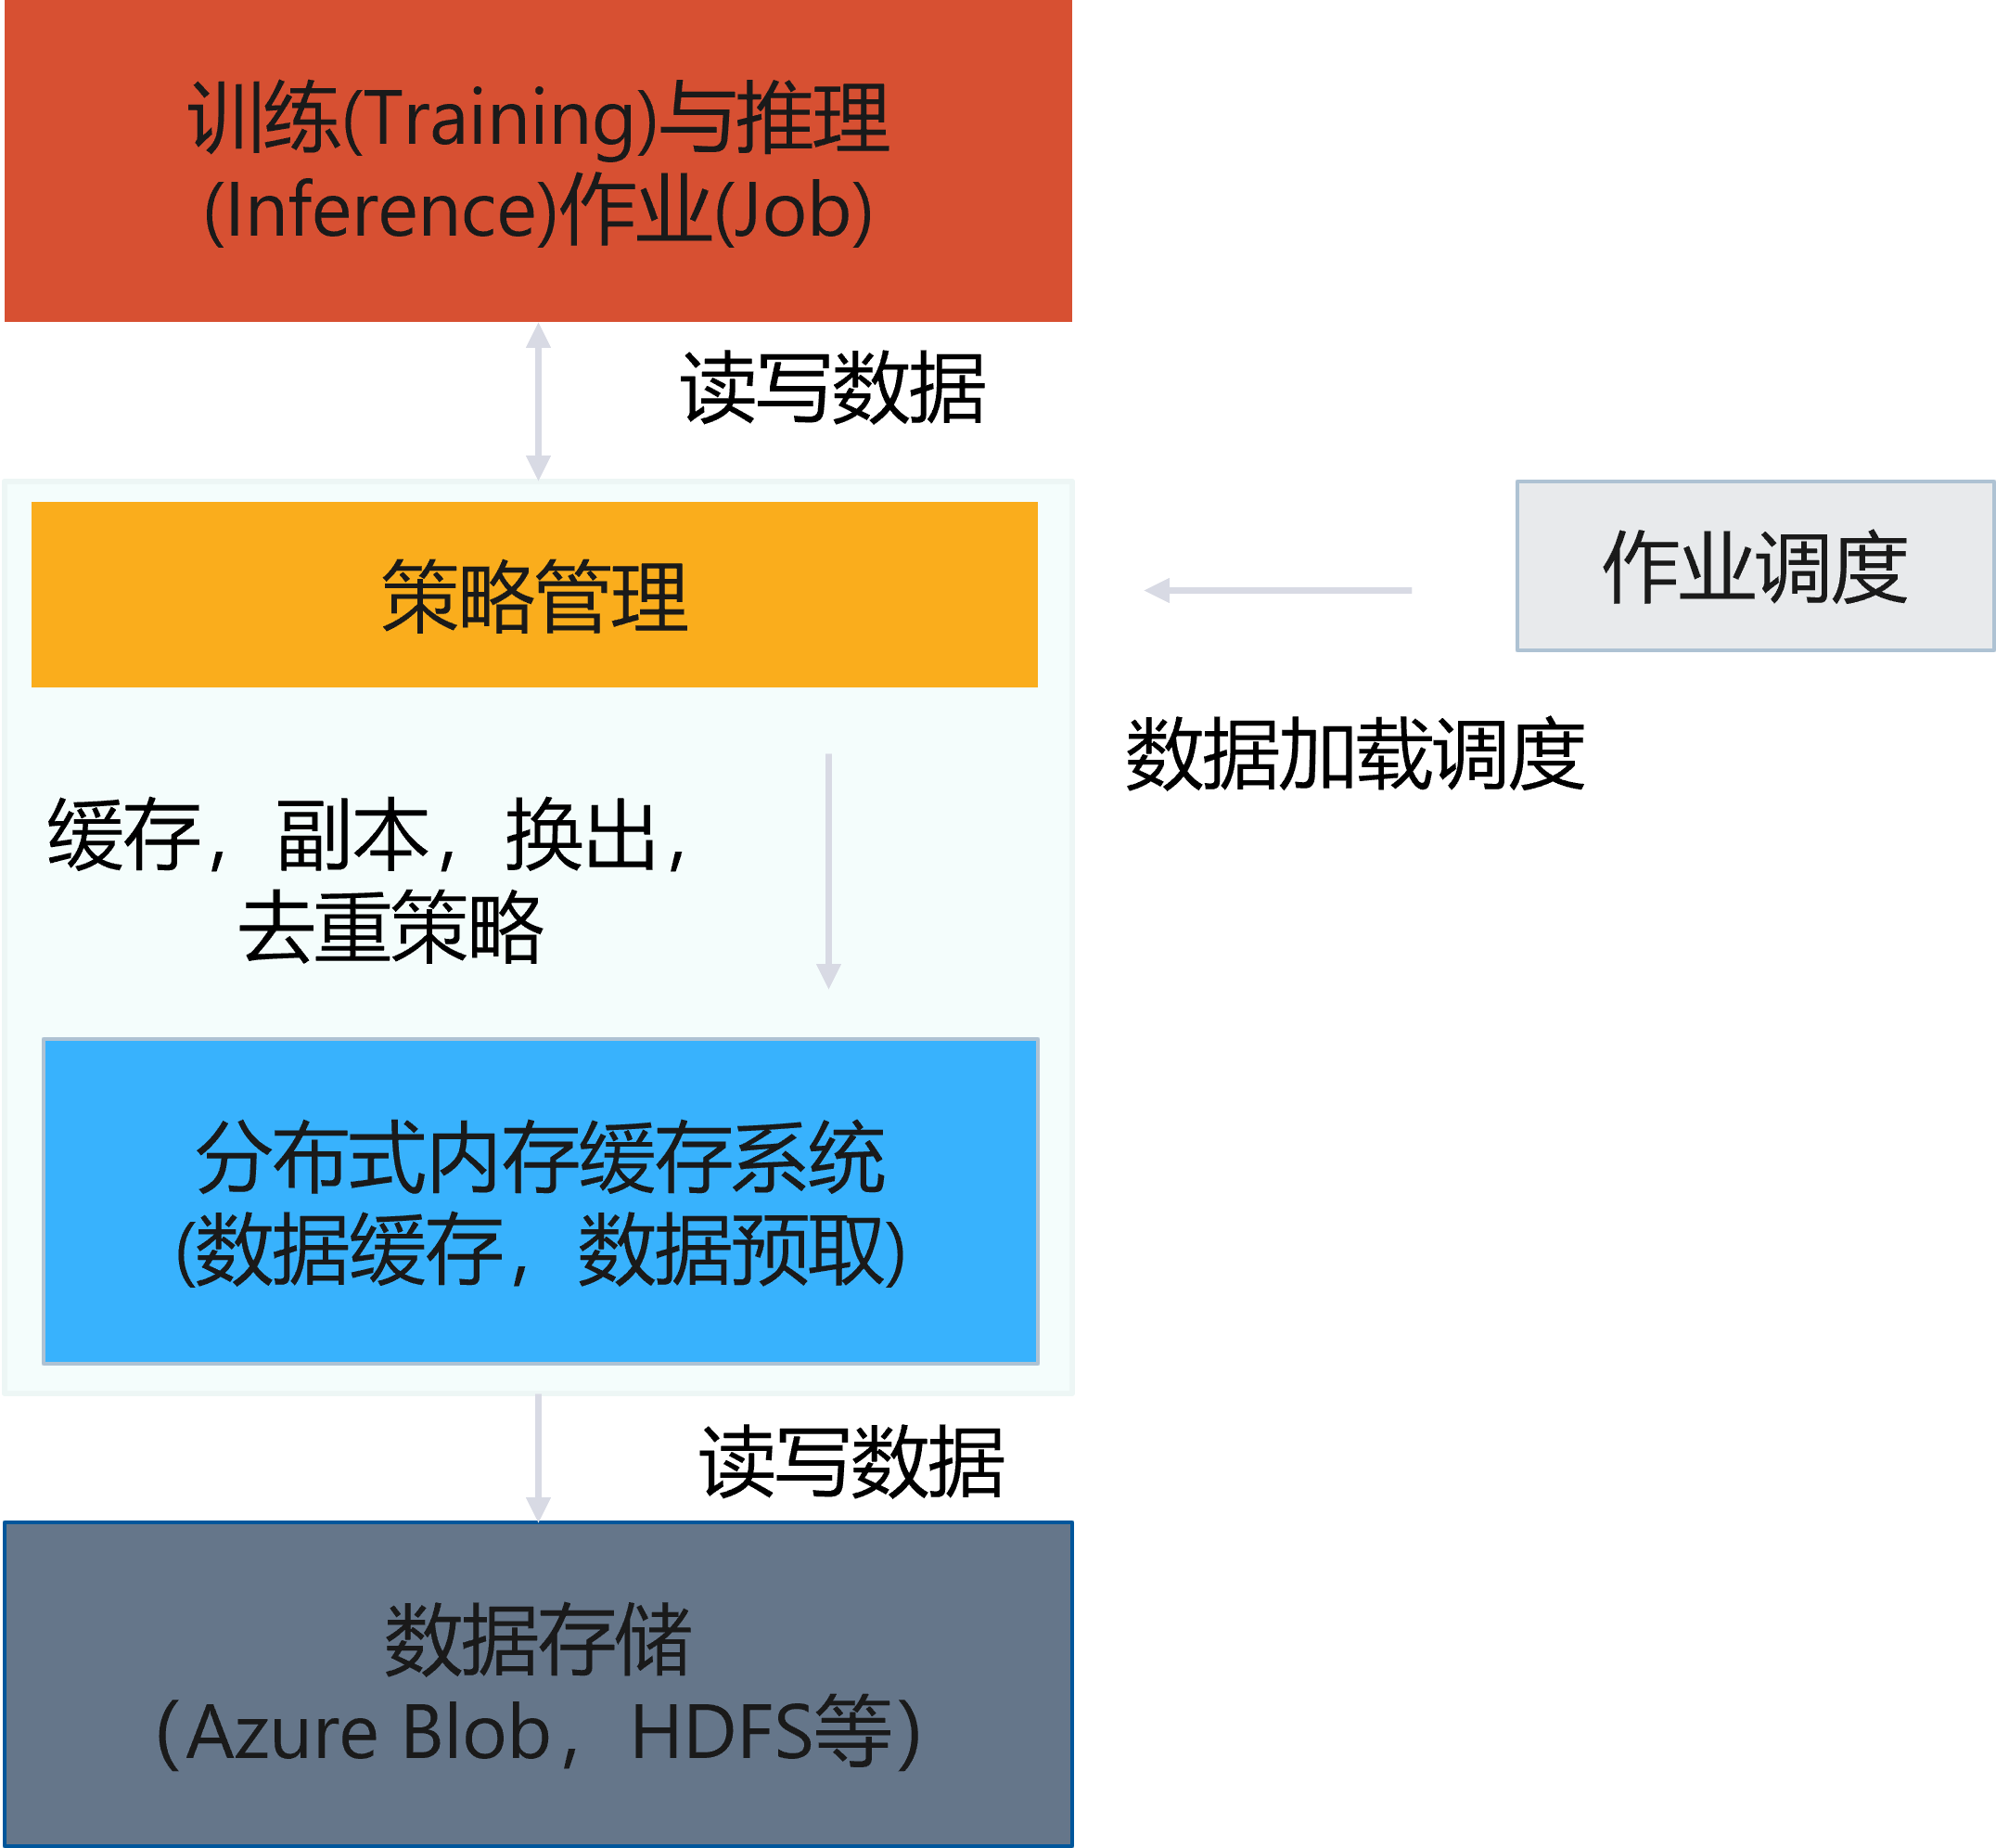 训练(Training)与推理
(Inference)作业(Job)
读写数据
策略管理
作业调度
数据加载调度
缓存，副本，换出，
去重策略
分布式内存缓存系统
(数据缓存，数据预取)
读写数据
数据存储
(Azure Blob，HDFS等)